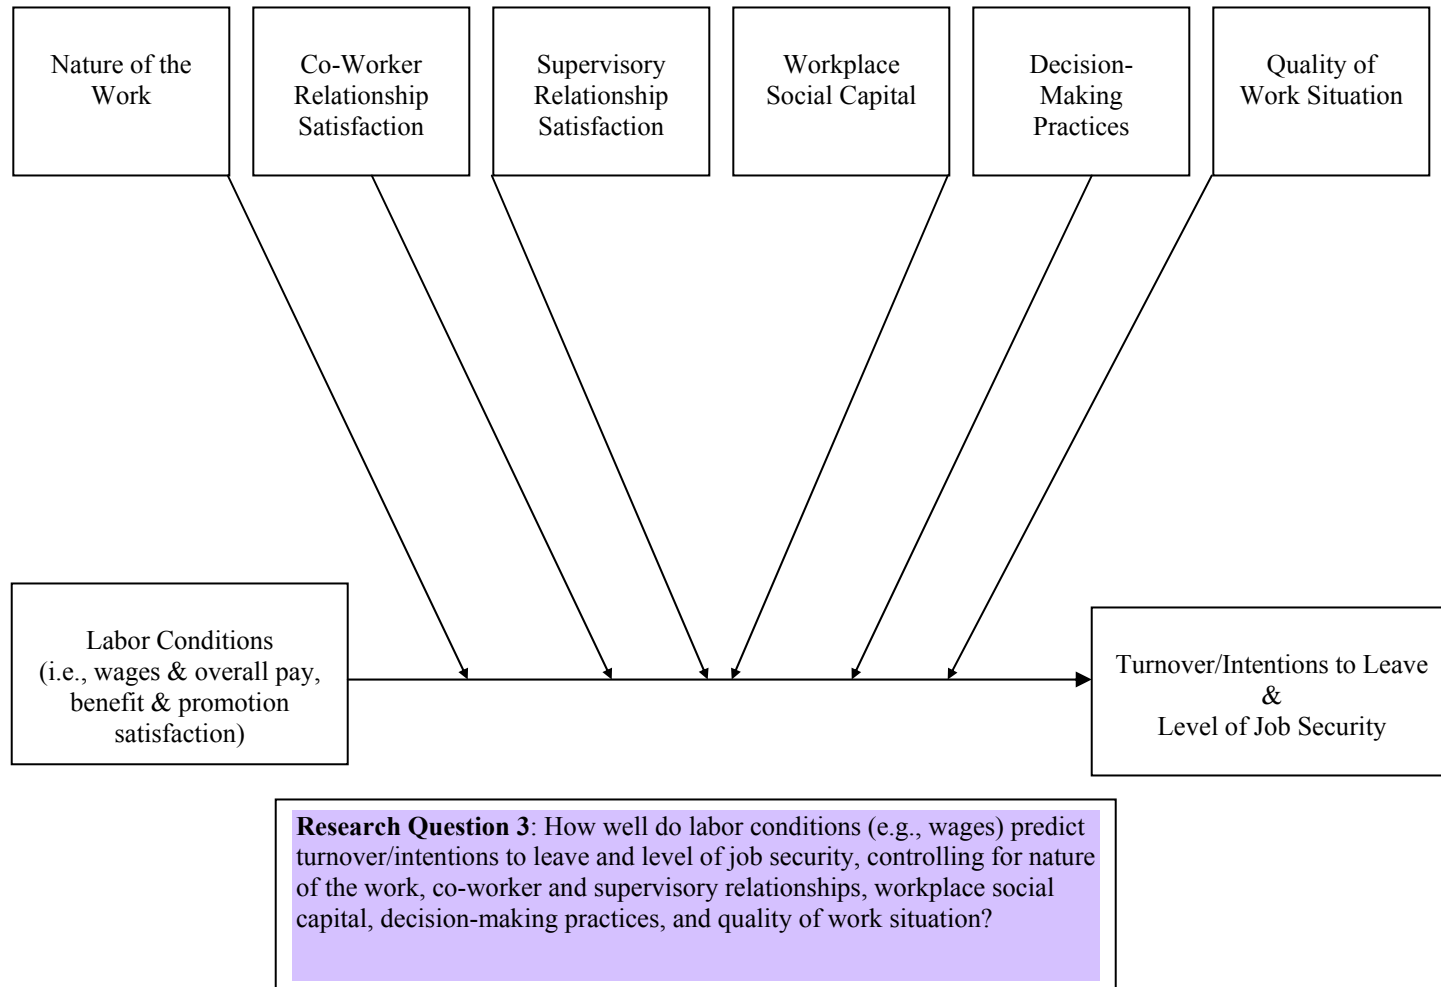 Nature of the
Work
Co-Worker
Relationship
Satisfaction
Supervisory
Relationship
Satisfaction
Workplace
Social Capital
Decision-
Making
Practices
Quality of
Work Situation
Labor Conditions
(i.e., wages & overall pay,
benefit & promotion
satisfaction)
Turnover/Intentions to Leave
&
Level of Job Security
Research Question 3: How well do labor conditions (e.g., wages) predict
turnover/intentions to leave and level of job security, controlling for nature
of the work, co-worker and supervisory relationships, workplace social
capital, decision-making practices, and quality of work situation?